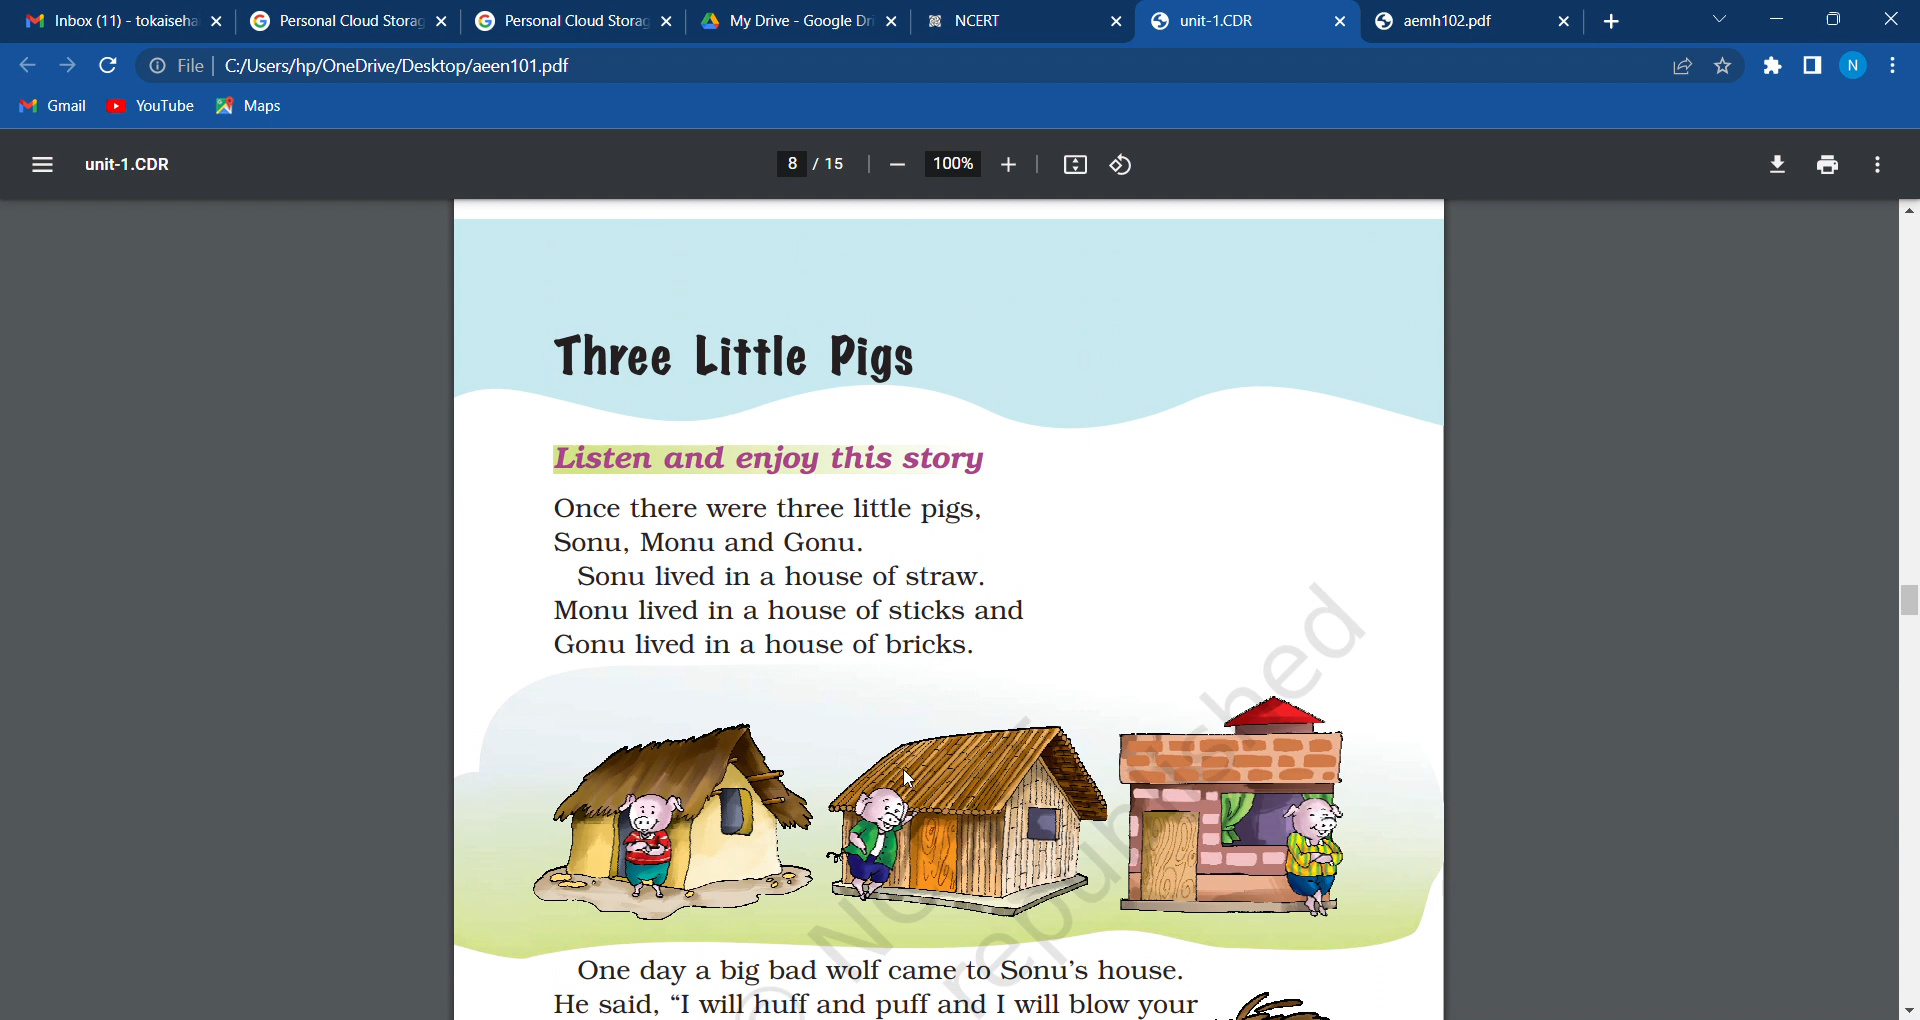 Inbox (11) - tokaiseha
Personal Cloud Storag
Personal Cloud Storag
My Drive - Google Dri
NCERT
unit-1.CDR
aemh102.pdf
File
C:/Users/hp/OneDrive/Desktop/aeen101.pdf
N
Gmail
YouTube
Maps
unit-1.CDR
8 / 15
100%
Three Little Pigs
Listen and enjoy this story
Once there were three little pigs,
Sonu, Monu and Gonu.
Sonu lived in a house of straw.
Monu lived in a house of sticks and
Gonu lived in a house of bricks.
One day a big bad wolf came to Sonu's house.
He said, “I will huff and puff and I will blow your